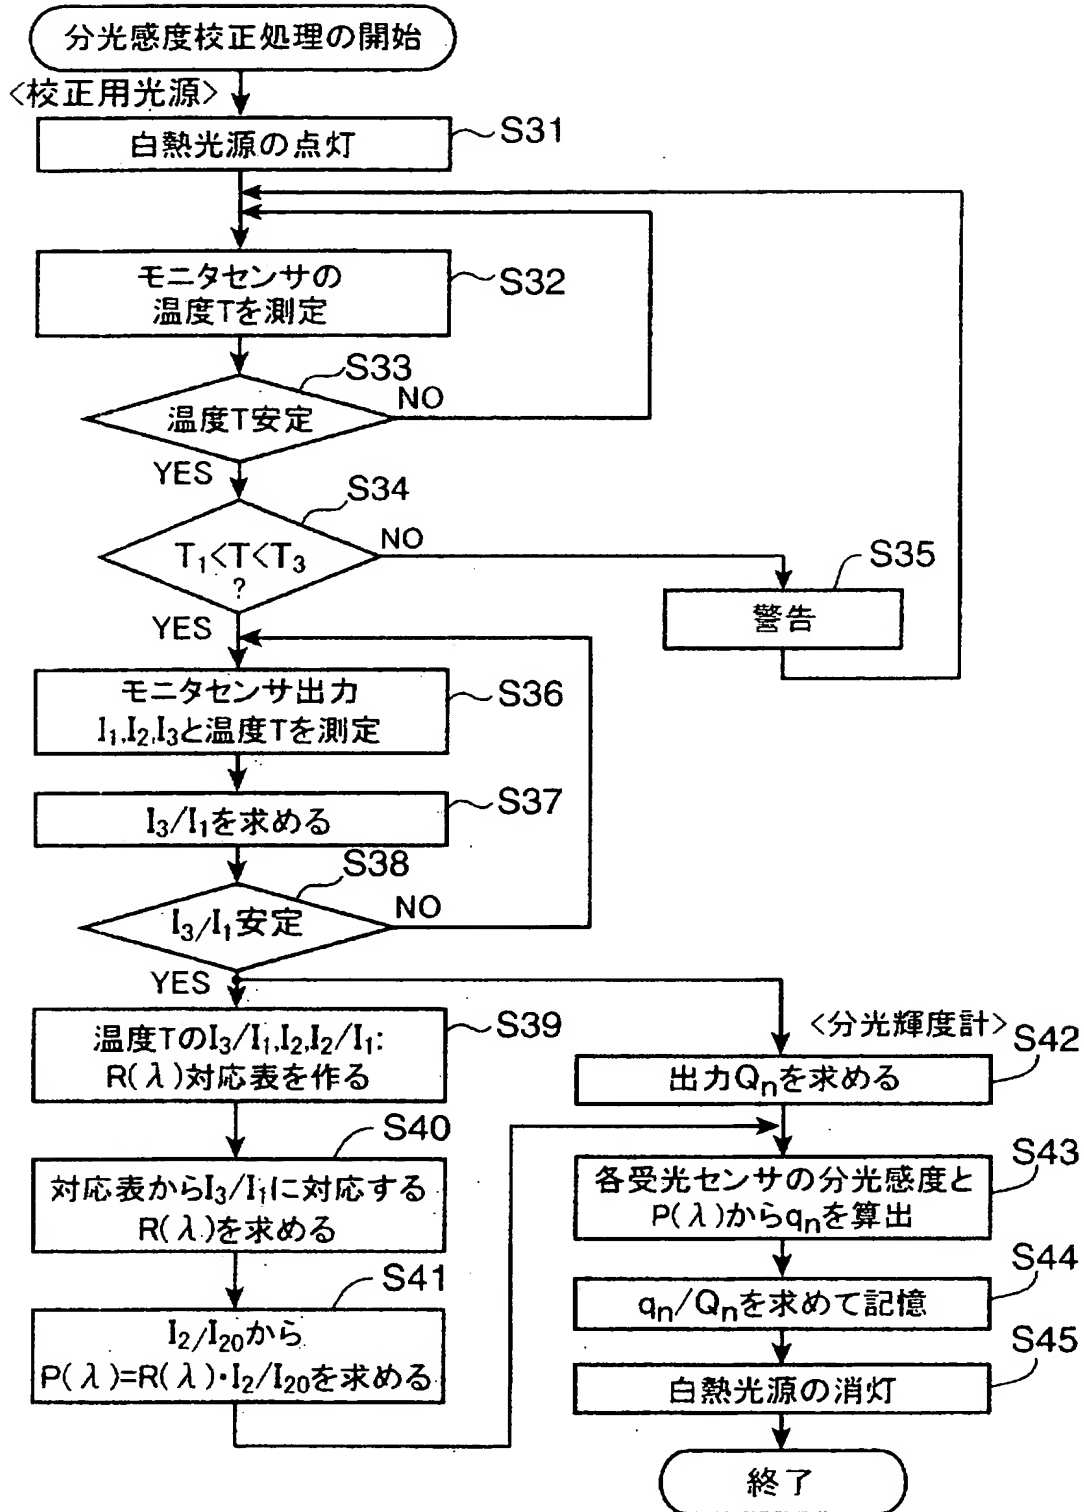 分光感度校正処理の開始
<校正用光源>
白熱光源の点灯
S31
モニタセンサの
温度Tを測定
S32
S33
温度T安定
NO
YES
S34
T₁<T<T₃
?
NO
YES
S35
警告
モニタセンサ出力
I₁,I₂,I₃と温度Tを測定
S36
I₃/I₁を求める
S37
S38
I₃/I₁安定
NO
YES
温度TのI₃/I₁,I₂,I₂/I₁:
R(λ)対応表を作る
S39
S40
対応表からI₃/I₁に対応する
R(λ)を求める
S41
I₂/I₂₀から
P(λ)=R(λ)・I₂/I₂₀を求める
<分光輝度計>
S42
出力Qₙを求める
S43
各受光センサの分光感度と
P(λ)からqₙを算出
S44
qₙ/Qₙを求めて記憶
S45
白熱光源の消灯
終了